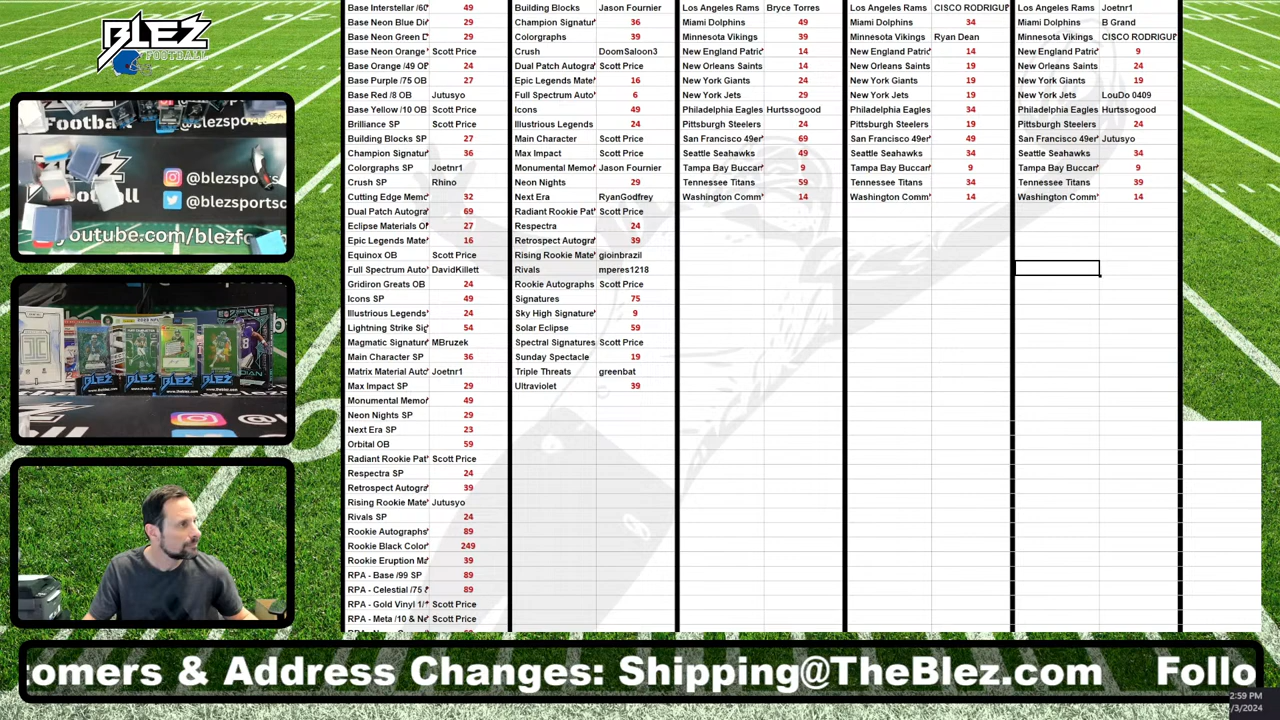 BLEZ
FOOTBALL
Football
@blezsports
@blezsportsc
youtube.com/blezfo
BLEZ
BLEZ
BLEZ
BLEZ
Base Interstellar /60 49
Base Neon Blue Di 29
Base Neon Green D 29
Base Neon Orange Scott Price
Base Orange /49 OB 24
Base Purple /75 OB 27
Base Red /8 OB Jutusyo
Base Yellow /10 OB Scott Price
Brilliance SP Scott Price
Building Blocks SP 27
Champion Signatur 36
Colorgraphs SP Joetnr1
Crush SP Rhino
Cutting Edge Memo 32
Dual Patch Autogra 69
Eclipse Materials O 27
Epic Legends Mate 16
Equinox OB Scott Price
Full Spectrum Auto DavidKillett
Gridiron Greats OB 24
Icons SP 49
Illustrious Legends 24
Lightning Strike Sig 54
Magmatic Signatur MBruzek
Main Character SP 36
Matrix Material Auto Joetnr1
Max Impact SP 29
Monumental Memor 49
Neon Nights SP 29
Next Era SP 23
Orbital OB 59
Radiant Rookie Pat Scott Price
Respectra SP 24
Retrospect Autogra 39
Rising Rookie Mate Jutusyo
Rivals SP 24
Rookie Autographs 89
Rookie Black Color 249
Rookie Eruption Ma 39
RPA - Base /99 SP 89
RPA - Celestial /75 89
RPA - Gold Vinyl 1/ Scott Price
RPA - Meta /10 & Ne Scott Price
Building Blocks Jason Fournier
Champion Signatur 36
Colorgraphs 39
Crush DoomSaloon3
Dual Patch Autogra Scott Price
Epic Legends Mate 16
Full Spectrum Auto 6
Icons 49
Illustrious Legends 24
Main Character Scott Price
Max Impact Scott Price
Monumental Memo Jason Fournier
Neon Nights 29
Next Era RyanGodfrey
Radiant Rookie Pat Scott Price
Respectra 24
Retrospect Autogra 39
Rising Rookie Mate gioinbrazil
Rivals mperes1218
Rookie Autographs Scott Price
Signatures 75
Sky High Signature 9
Solar Eclipse 59
Spectral Signatures Scott Price
Sunday Spectacle 19
Triple Threats greenbat
Ultraviolet 39
Los Angeles Rams Bryce Torres
Miami Dolphins 49
Minnesota Vikings 39
New England Patric 14
New Orleans Saints 14
New York Giants 24
New York Jets 29
Philadelphia Eagles Hurtssogood
Pittsburgh Steelers 24
San Francisco 49er 69
Seattle Seahawks 49
Tampa Bay Buccar 9
Tennessee Titans 59
Washington Comm 14
Los Angeles Rams CISCO RODRIGU
Miami Dolphins 34
Minnesota Vikings Ryan Dean
New England Patric 14
New Orleans Saints 19
New York Giants 19
New York Jets 19
Philadelphia Eagles 34
Pittsburgh Steelers 19
San Francisco 49er 49
Seattle Seahawks 34
Tampa Bay Buccar 9
Tennessee Titans 34
Washington Comm 14
Los Angeles Rams Joetnr1
Miami Dolphins B Grand
Minnesota Vikings CISCO RODRIGU
New England Patric 9
New Orleans Saints 24
New York Giants 19
New York Jets LouDo 0409
Philadelphia Eagles Hurtssogood
Pittsburgh Steelers 24
San Francisco 49er Jutusyo
Seattle Seahawks 34
Tampa Bay Buccar 9
Tennessee Titans 39
Washington Comm 14
tomers & Address Changes: Shipping@TheBlez.com Follo
2:59 PM
/3/2024